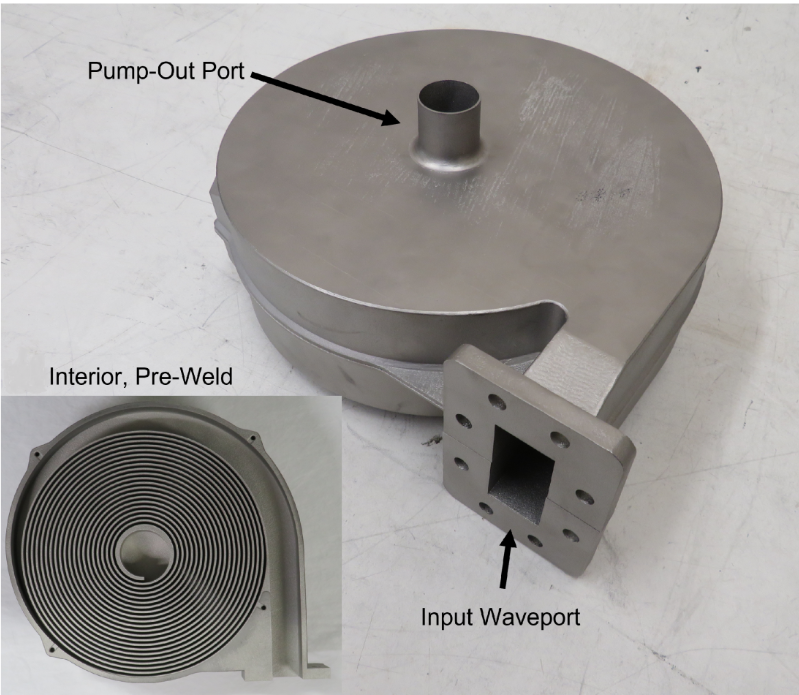 Pump-Out Port
Interior, Pre-Weld
Input Waveport